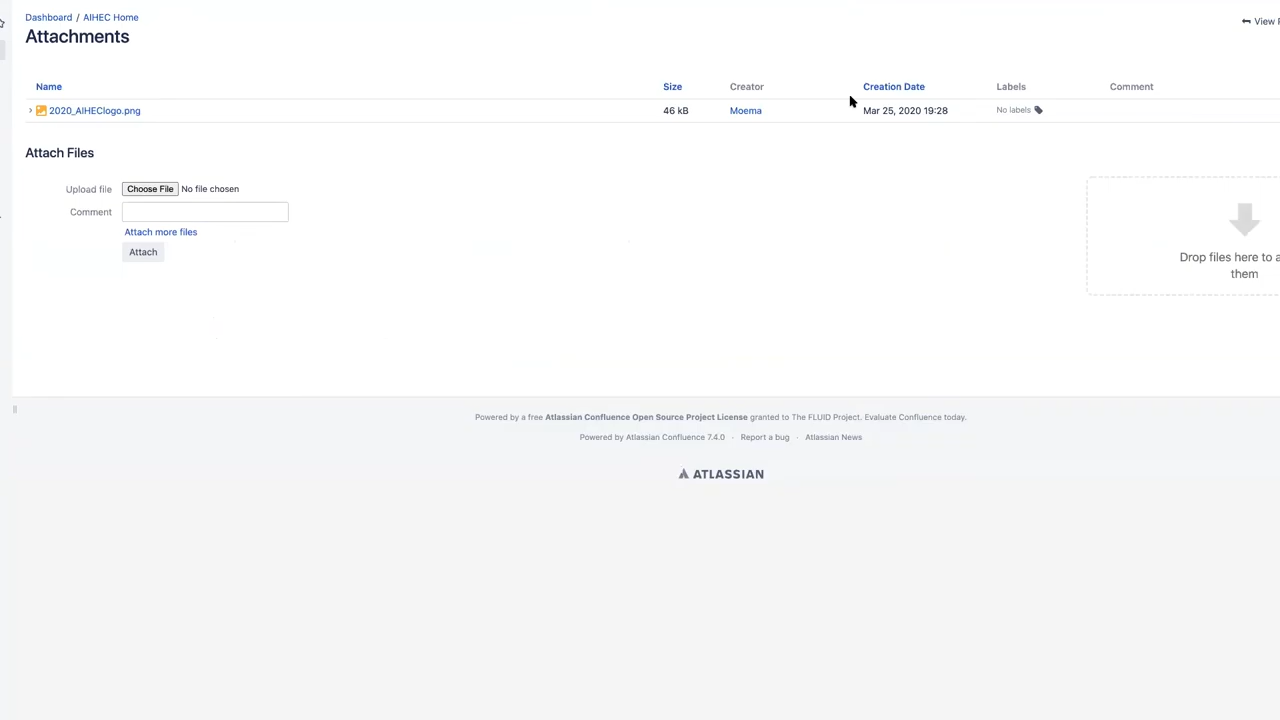 Dashboard / AIHEC Home
View
Attachments
Name Size Creator Creation Date Labels Comment
2020_AIHEClogo.png 46 kB Moema Mar 25, 2020 19:28 No labels
Attach Files
Upload file Choose File No file chosen
Comment
Attach more files
Attach
Drop files here to
them
Powered by a free Atlassian Confluence Open Source Project License granted to The FLUID Project. Evaluate Confluence today.
Powered by Atlassian Confluence 7.4.0 · Report a bug · Atlassian News
ATLASSIAN